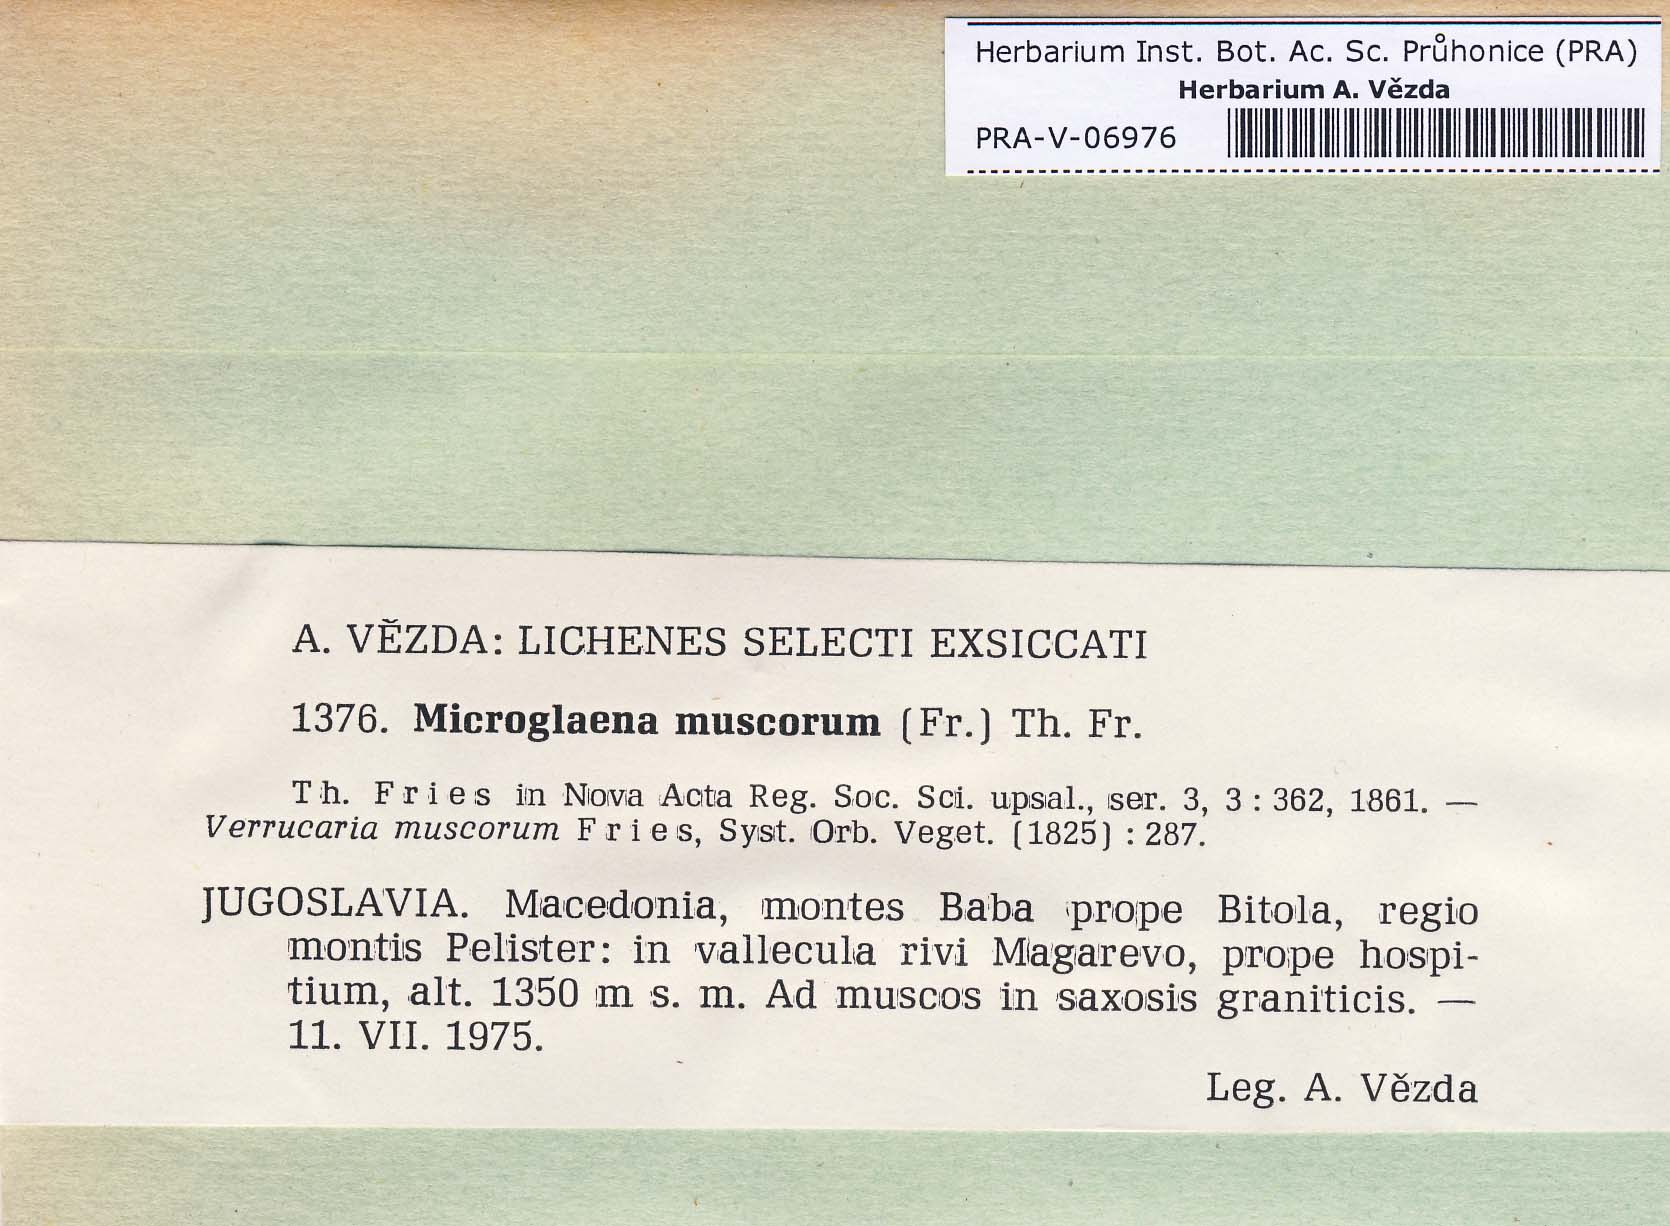 Herbarium Inst. Bot. Ac. Sc. Průhonice (PRA)
Herbarium A. Vězda
PRA-V-06976
A. VĚZDA: LICHENES SELECTI EXSICCATI
1376. Microglaena muscorum (Fr.) Th. Fr.
Th. Fries in Nova Acta Reg. Soc. Sci. upsal., ser. 3, 3 : 362, 1861. —
Verrucaria muscorum Fries, Syst. Orb. Veget. (1825) : 287.
JUGOSLAVIA. Macedonia, montes Baba prope Bitola, regio
montis Pelister: in vallecula rivi Magarevo, prope hospi-
tium, alt. 1350 m s. m. Ad muscos in saxosis graniticis. —
11. VII. 1975.
Leg. A. Vězda